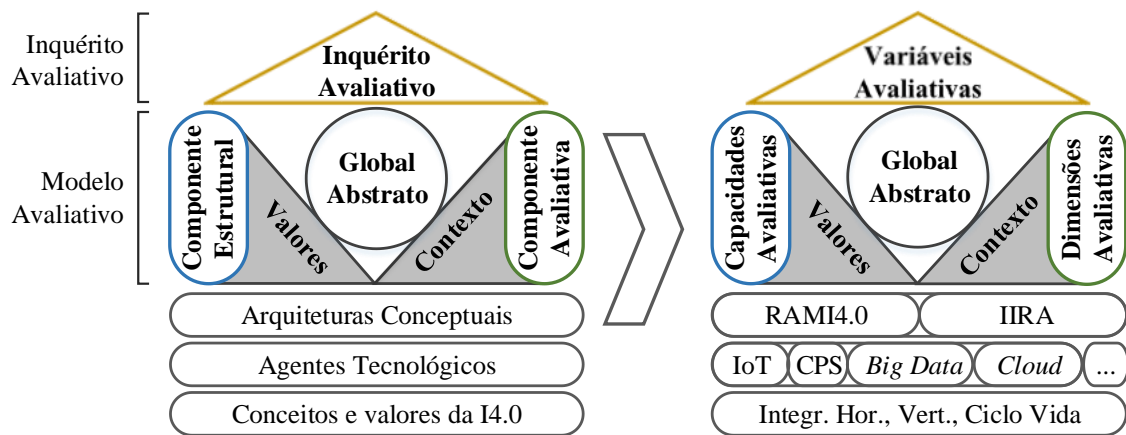 Inquérito
Avaliativo
Modelo
Avaliativo
Inquérito
Avaliativo
Componente
Estrutural
Valores
Global
Abstrato
Contexto
Componente
Avaliativa
Arquiteturas Conceptuais
Agentes Tecnológicos
Conceitos e valores da I4.0
Variáveis
Avaliativas
Capacidades
Avaliativas
Valores
Global
Abstrato
Contexto
Dimensões
Avaliativas
RAMI4.0 IIRA
IoT CPS Big Data Cloud ...
Integr. Hor., Vert., Ciclo Vida